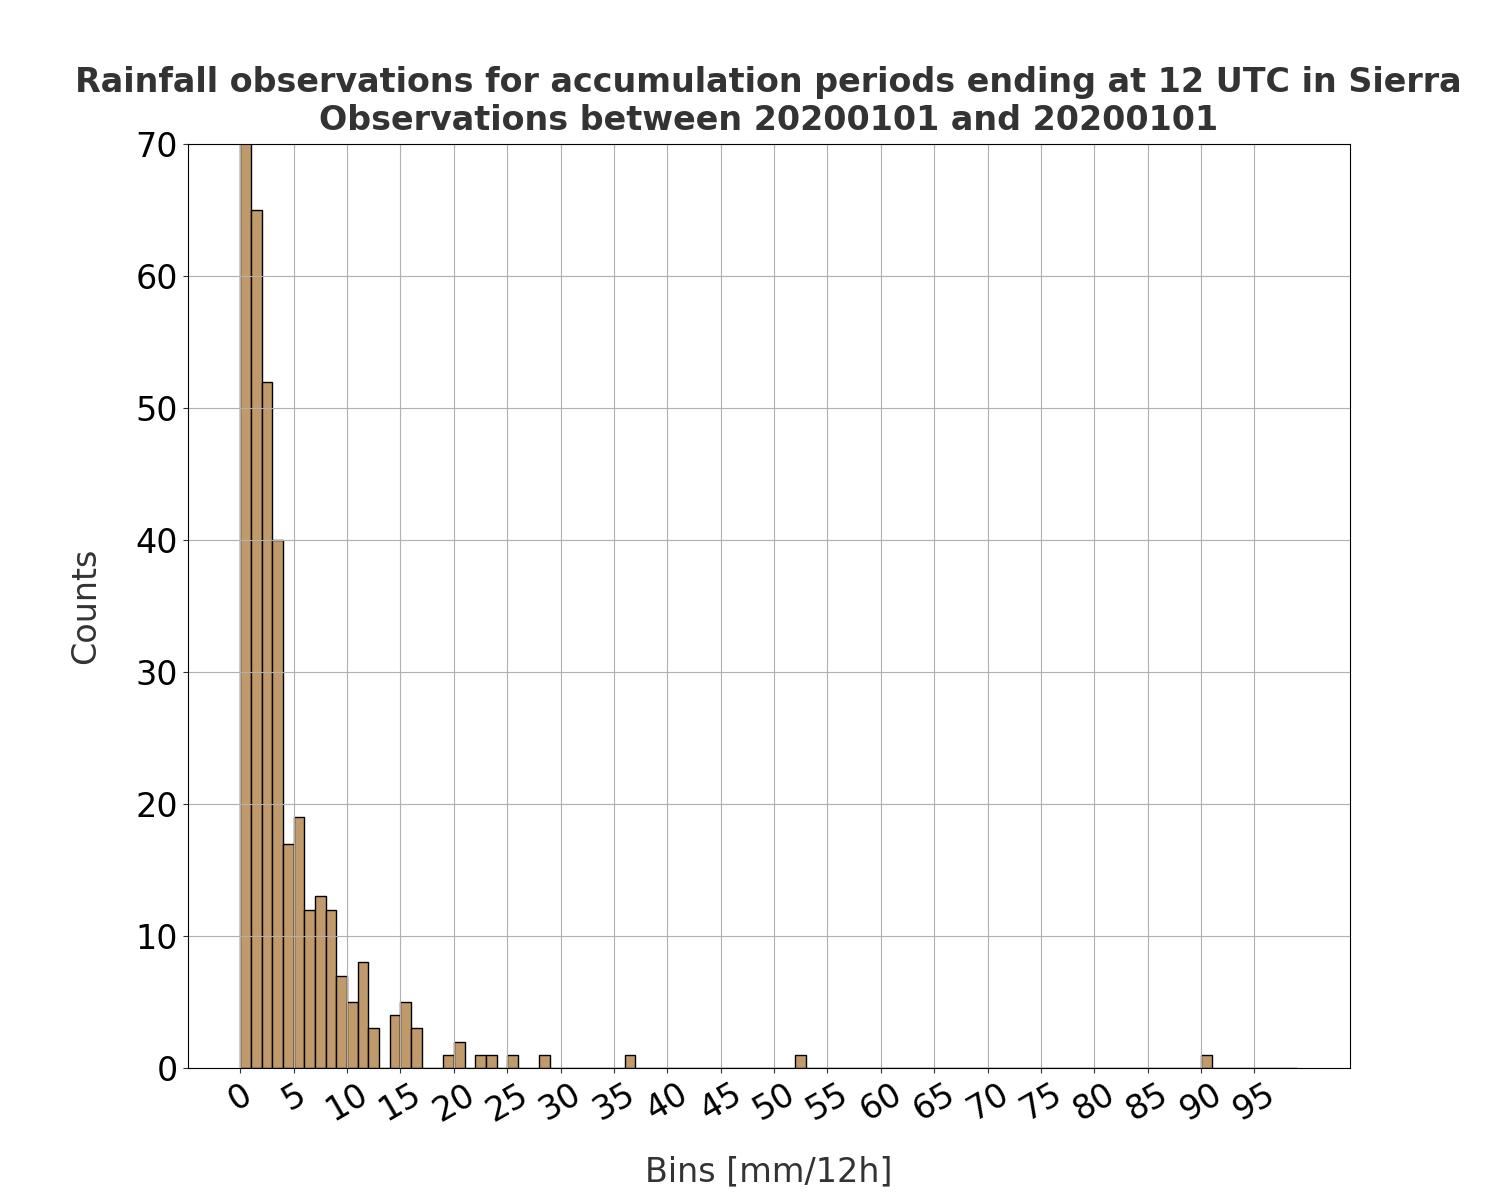 Rainfall observations for accumulation periods ending at 12 UTC in Sierra
Observations between 20200101 and 20200101
70
60
50
40
30
20
10
0
Counts
0 5 10 15 20 25 30 35 40 45 50 55 60 65 70 75 80 85 90 95
Bins [mm/12h]